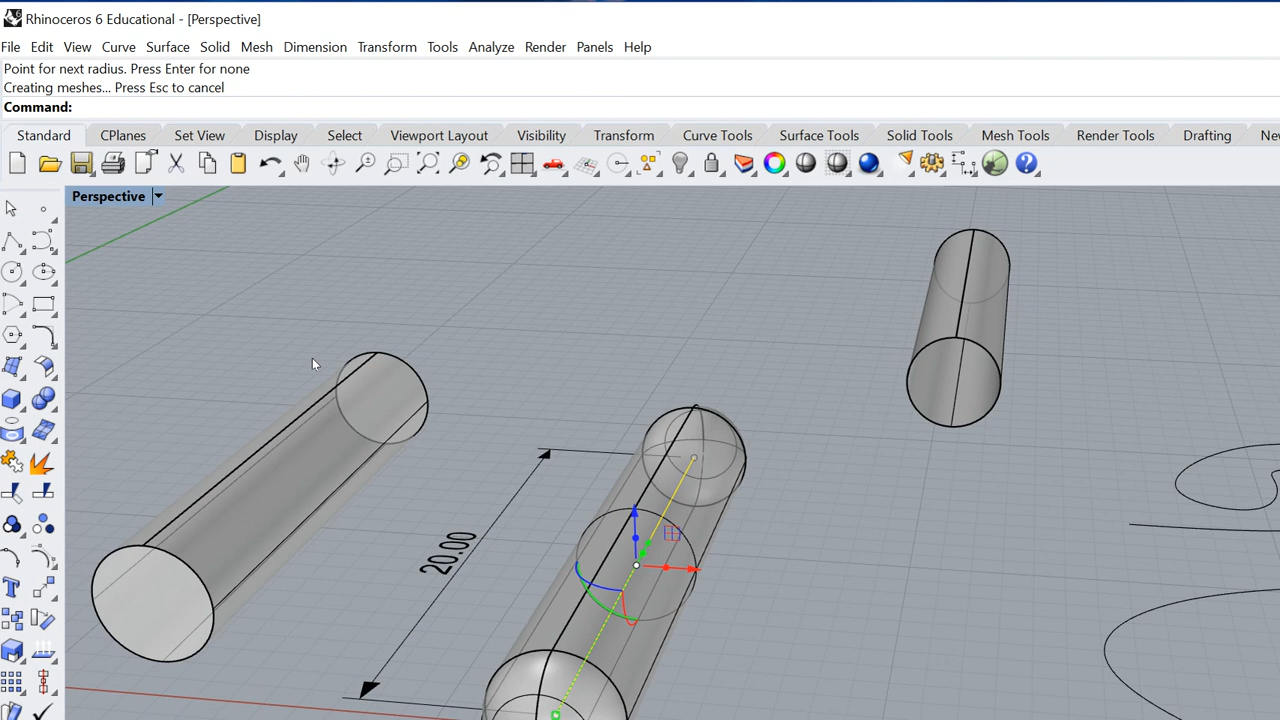 Rhinoceros 6 Educational - [Perspective]
File Edit View Curve Surface Solid Mesh Dimension Transform Tools Analyze Render Panels Help
Point for next radius. Press Enter for none
Creating meshes... Press Esc to cancel
Command:
Standard CPlanes Set View Display Select Viewport Layout Visibility Transform Curve Tools Surface Tools Solid Tools Mesh Tools Render Tools Drafting Ne
Perspective
20.00